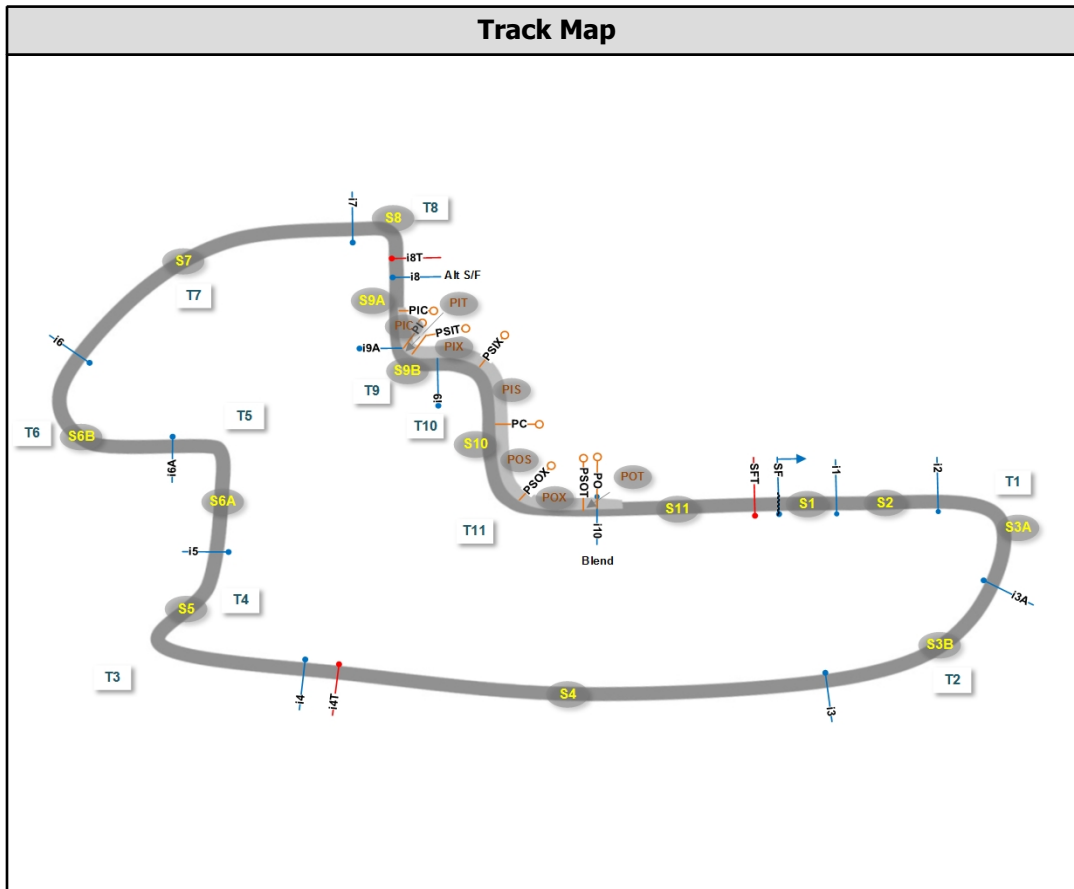 Track Map
i7
S8
T8
S7
i8T
i8
Alt S/F
T7
S9A
PIC
PIT
PIC
PI
PSIT
i6
i9A
PIX
PSIX
S9B
T9
i9
PIS
T10
T5
T6
S6B
i6A
S10
PC
POS
PSOX
PSOT
PO
POT
SFT
SF
i1
i2
T1
S6A
POX
S11
S1
S2
S3A
T11
i10
Blend
i5
i3A
S5
T4
S3B
T3
T2
i4
i4T
S4
i3